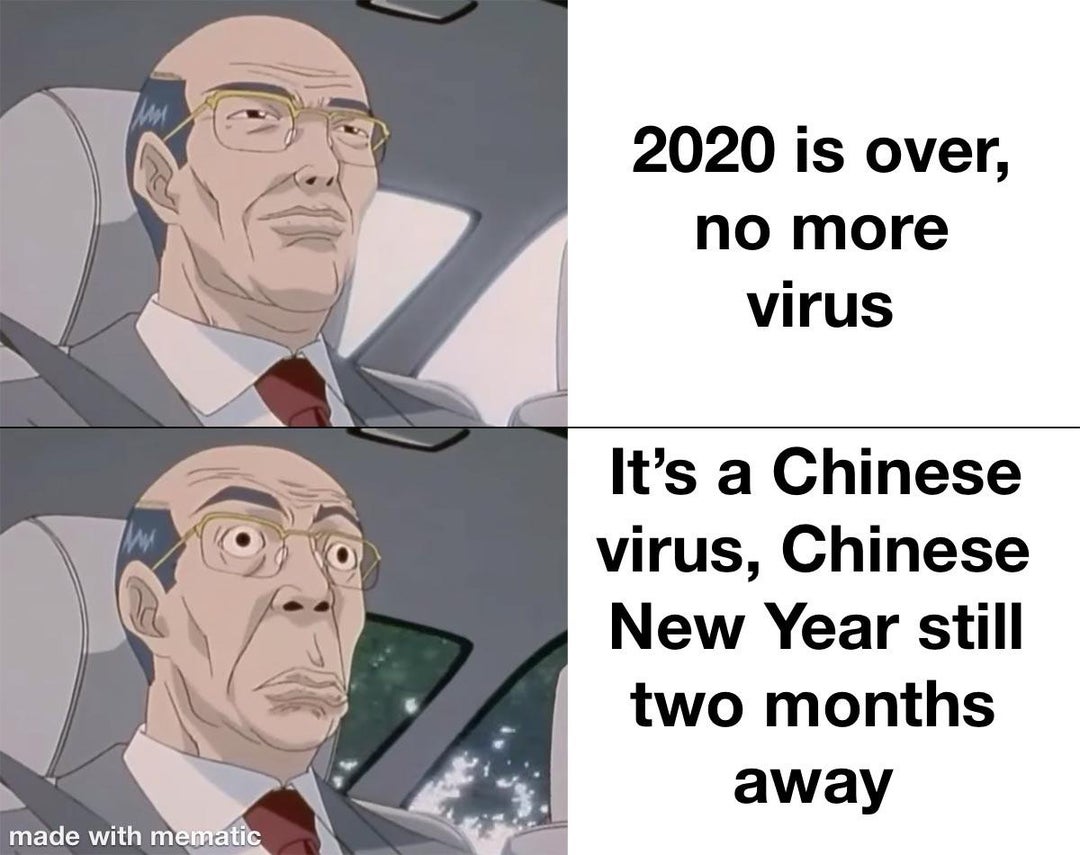 2020 is over,
no more
virus
It’s a Chinese
virus, Chinese
New Year still
two months
away
made with mematic